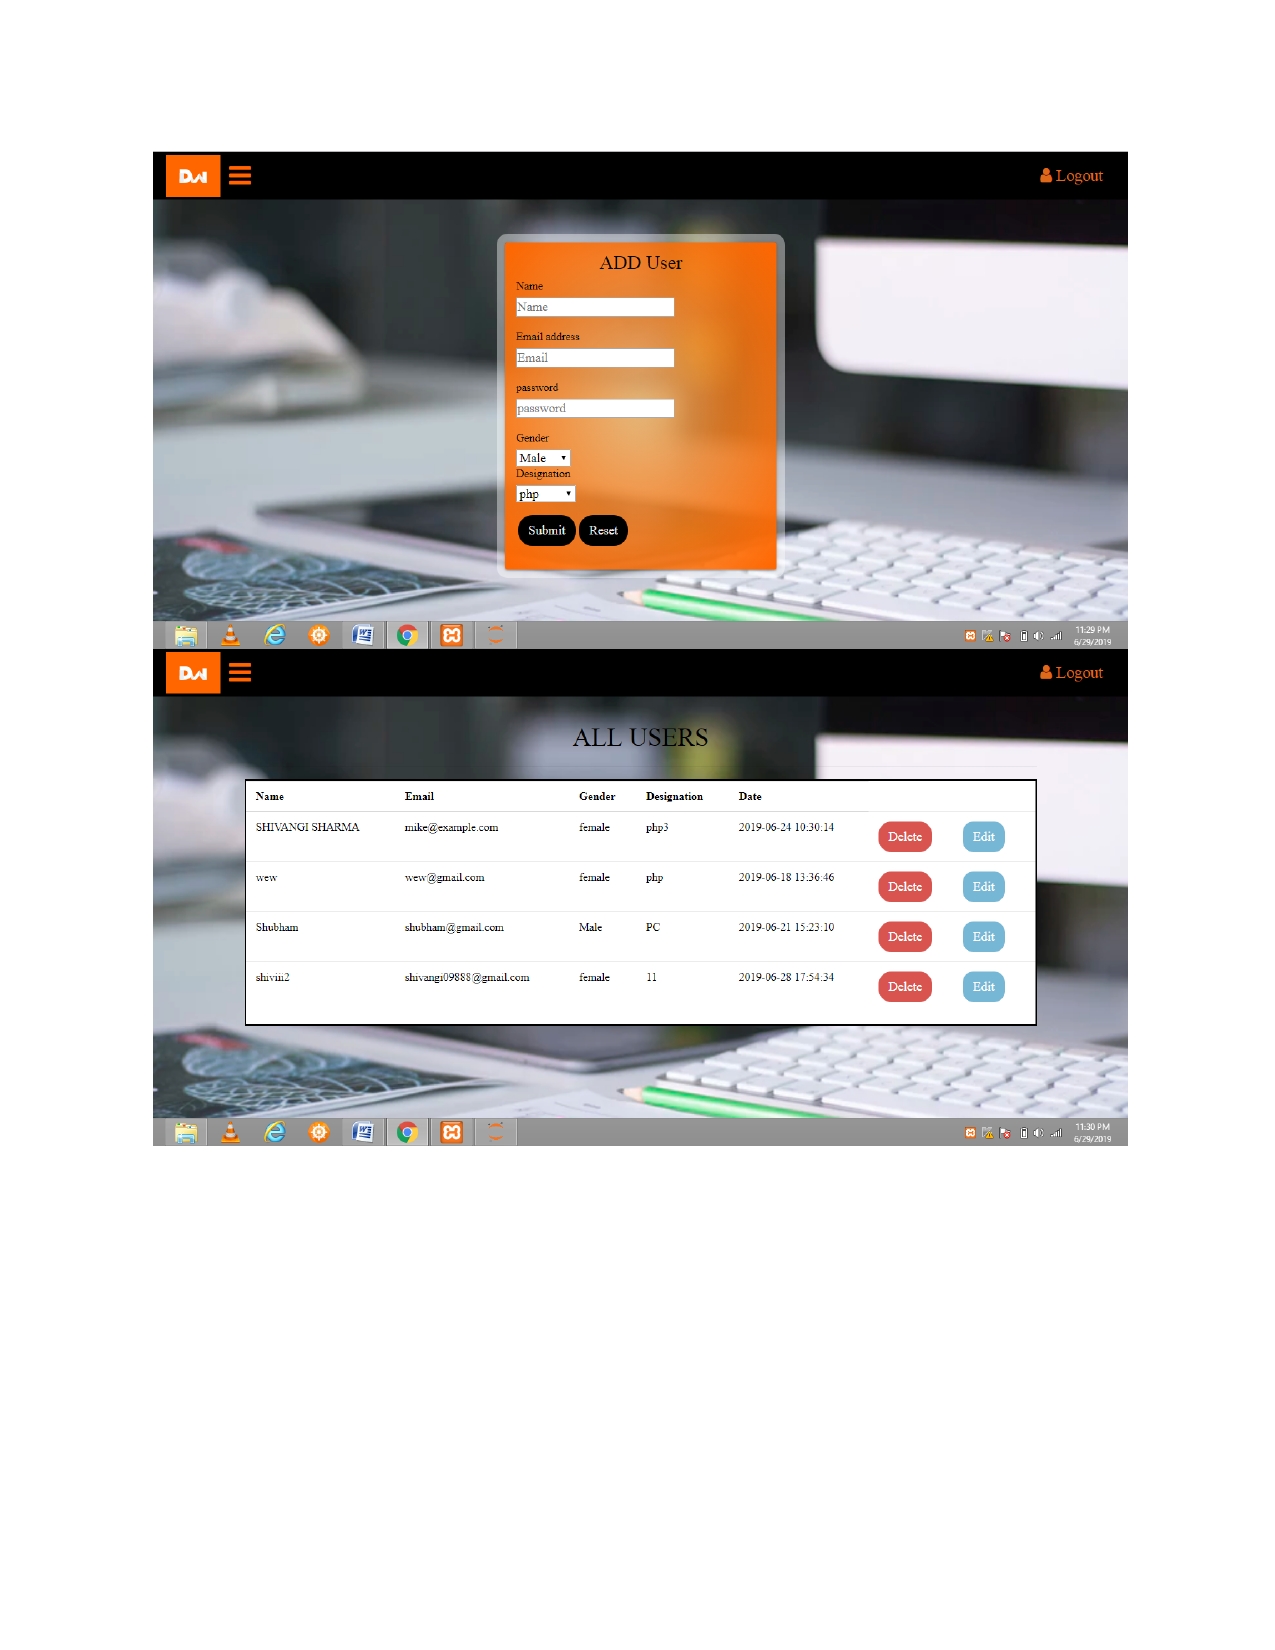 DW
Logout
ADD User
Name
Name
Email address
Email
password
password
Gender
Male
Designation
php
Submit Reset
11:29 PM
6/29/2019
DW
Logout
ALL USERS
Name Email Gender Designation Date
SHIVANGI SHARMA mike@example.com female php3 2019-06-24 10:30:14 Delete Edit
wew wew@gmail.com female php 2019-06-18 13:36:46 Delete Edit
Shubham shubham@gmail.com Male PC 2019-06-21 15:23:10 Delete Edit
shiviii2 shivangi09888@gmail.com female 11 2019-06-28 17:54:34 Delete Edit
11:30 PM
6/29/2019